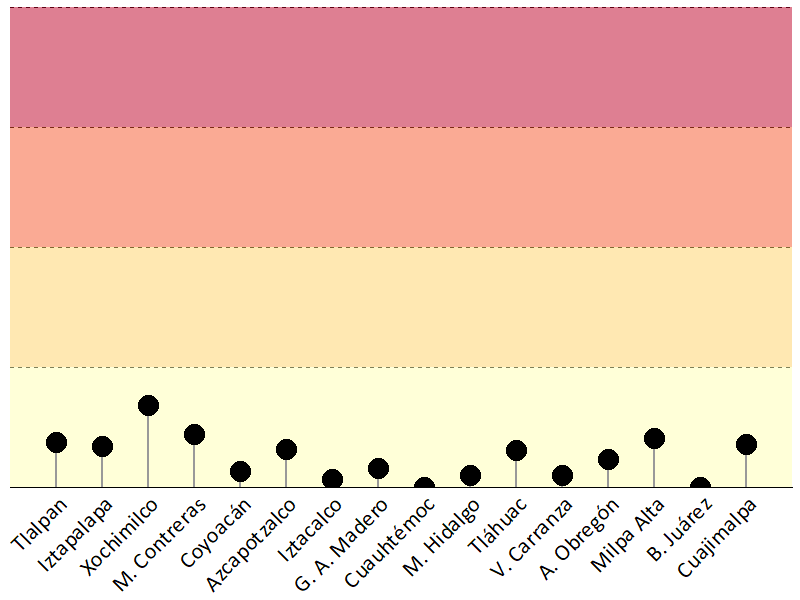 Tlalpan
Iztapalapa
Xochimilco
M. Contreras
Coyoacán
Azcapotzalco
Iztacalco
G. A. Madero
Cuauhtémoc
M. Hidalgo
Tláhuac
V. Carranza
A. Obregón
Milpa Alta
B. Juárez
Cuajimalpa